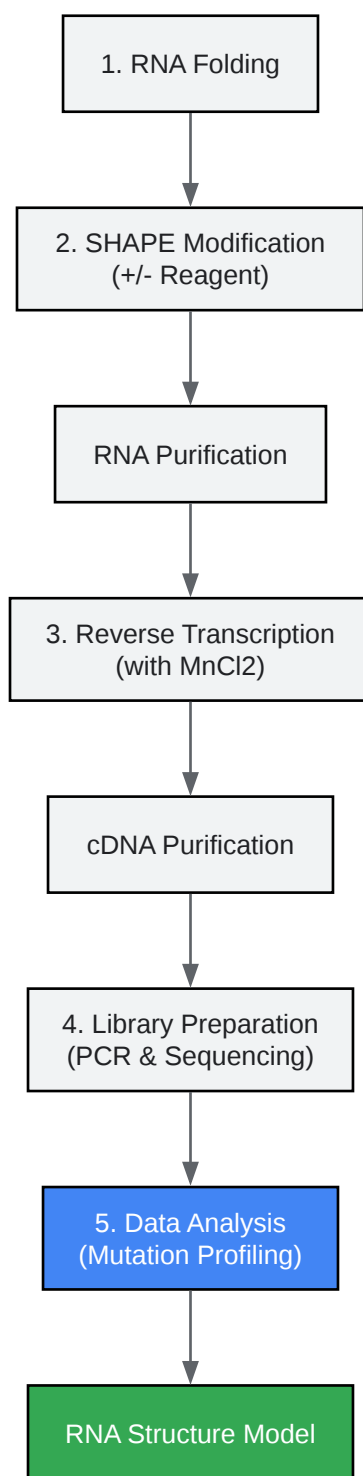 1. RNA Folding
2. SHAPE Modification
(+/- Reagent)
RNA Purification
3. Reverse Transcription
(with MnCl2)
cDNA Purification
4. Library Preparation
(PCR & Sequencing)
5. Data Analysis
(Mutation Profiling)
RNA Structure Model